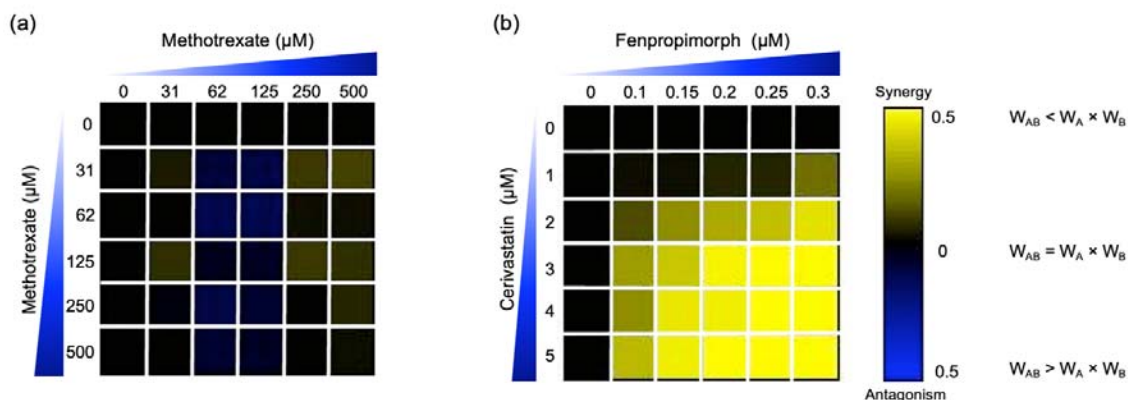 (a)
Methotrexate (µM)
0 31 62 125 250 500
Methotrexate (µM)
0
31
62
125
250
500
(b)
Fenpropimorph (µM)
0 0.1 0.15 0.2 0.25 0.3
Cerivastatin (µM)
0
1
2
3
4
5
Synergy
0.5
0
0.5
Antagonism
W_AB < W_A × W_B
W_AB = W_A × W_B
W_AB > W_A × W_B